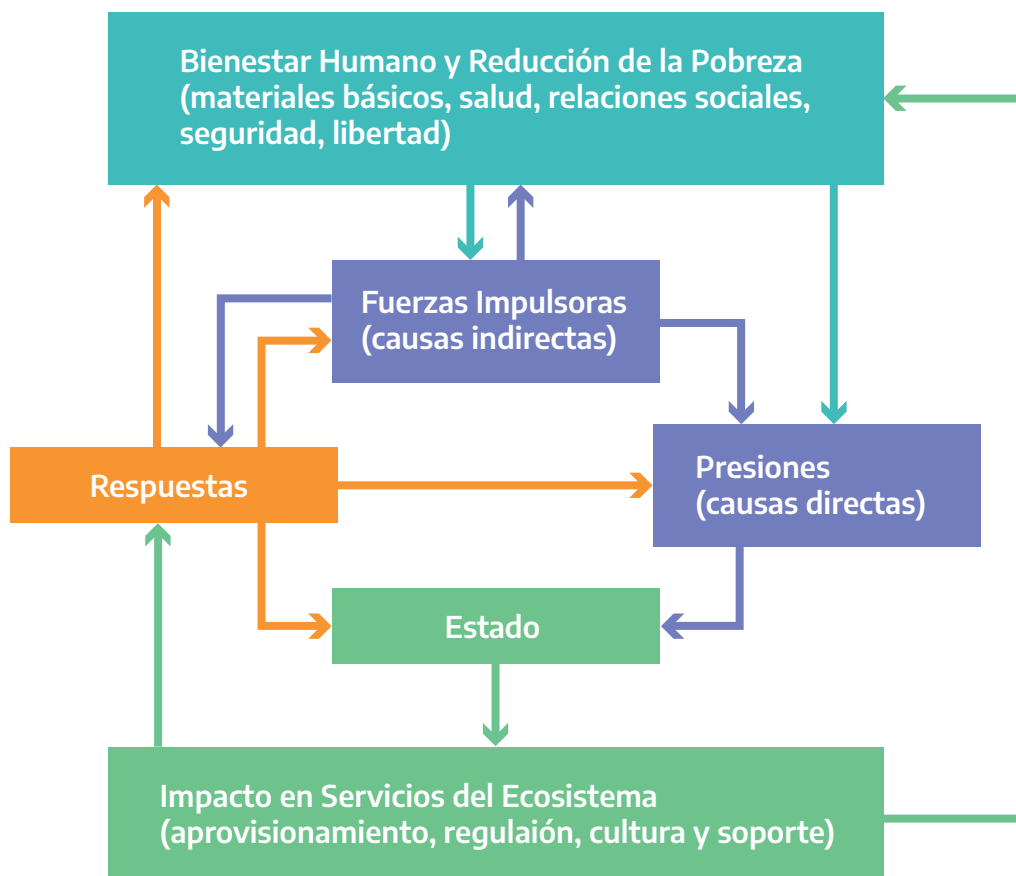 Bienestar Humano y Reducción de la Pobreza
(materiales básicos, salud, relaciones sociales,
seguridad, libertad)
Fuerzas Impulsoras
(causas indirectas)
Respuestas
Presiones
(causas directas)
Estado
Impacto en Servicios del Ecosistema
(aprovisionamiento, regulaión, cultura y soporte)